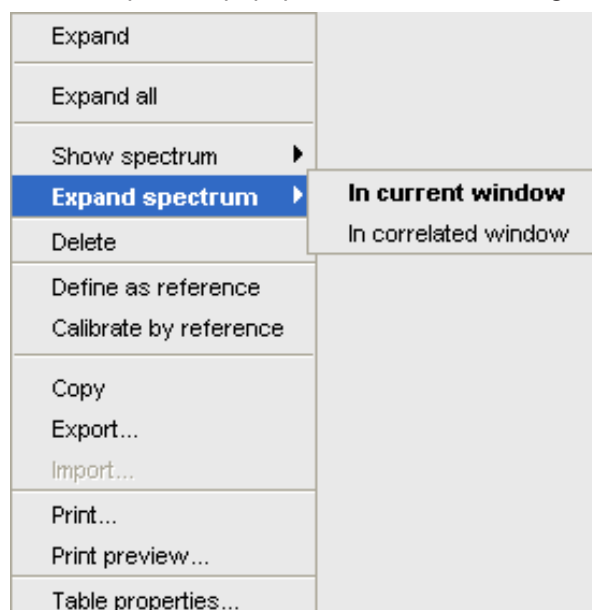 Expand
Expand all
Show spectrum
Expand spectrum
In current window
In correlated window
Delete
Define as reference
Calibrate by reference
Copy
Export...
Import...
Print...
Print preview...
Table properties...